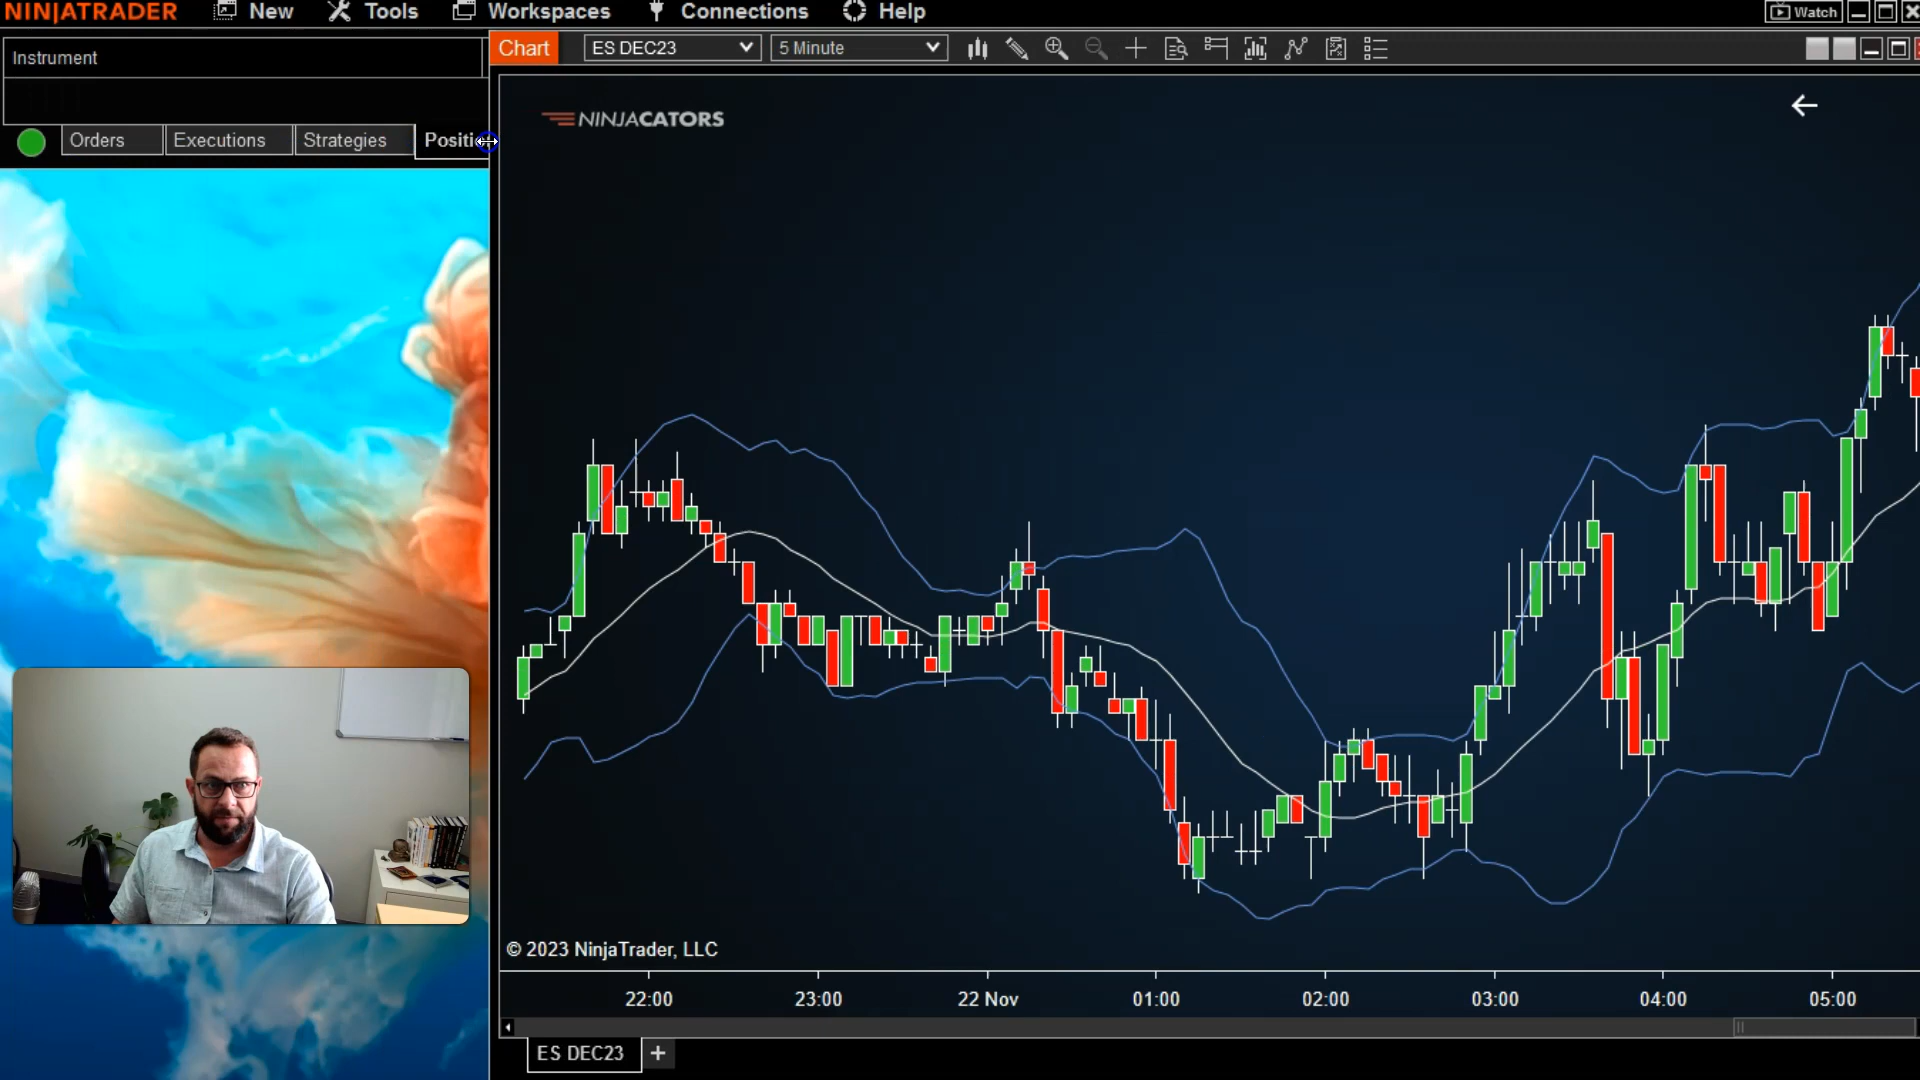 NINJATRADER New Tools Workspaces Connections Help Watch
Chart ES DEC23 5 Minute
Instrument
NINJACATORS
Orders Executions Strategies Positi
© 2023 NinjaTrader, LLC
22:00 23:00 22 Nov 01:00 02:00 03:00 04:00 05:00
ES DEC23 +